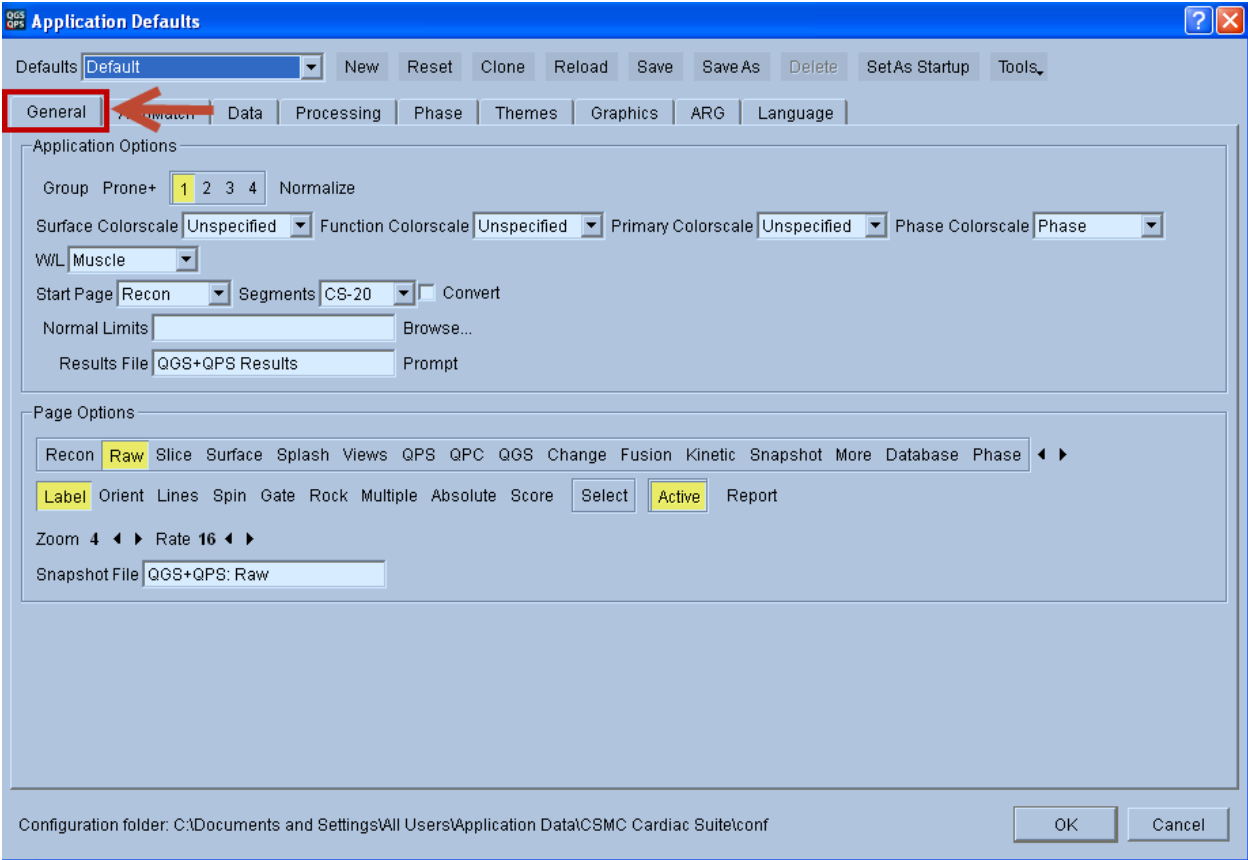 QGS QPS Application Defaults
Defaults Default New Reset Clone Reload Save Save As Delete Set As Startup Tools
General Data Processing Phase Themes Graphics ARG Language
Application Options
Group Prone+ 1 2 3 4 Normalize
Surface Colorscale Unspecified Function Colorscale Unspecified Primary Colorscale Unspecified Phase Colorscale Phase
W/L Muscle
Start Page Recon Segments CS-20 Convert
Normal Limits Browse...
Results File QGS+QPS Results Prompt
Page Options
Recon Raw Slice Surface Splash Views QPS QPC QGS Change Fusion Kinetic Snapshot More Database Phase
Label Orient Lines Spin Gate Rock Multiple Absolute Score Select Active Report
Zoom 4 Rate 16
Snapshot File QGS+QPS: Raw
Configuration folder: C:\Documents and Settings\All Users\Application Data\CSMC Cardiac Suite\conf OK Cancel